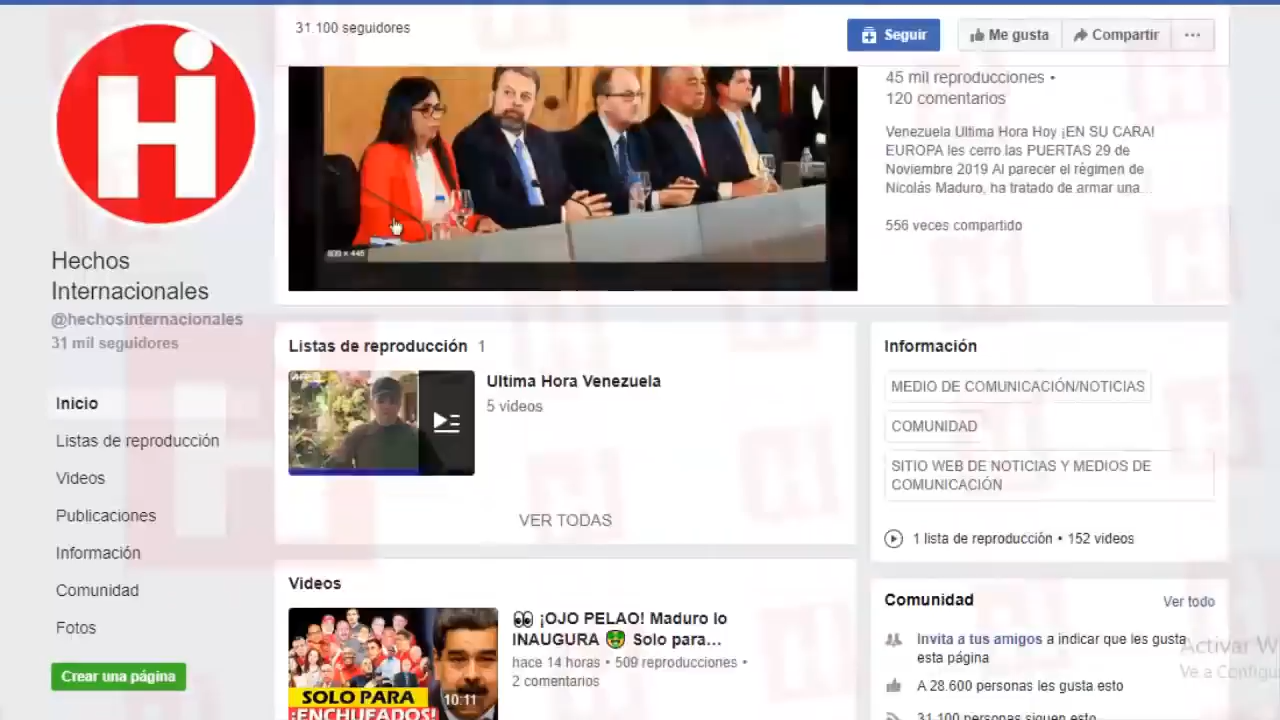 31.100 seguidores
Seguir
Me gusta
Compartir
Hi
45 mil reproducciones •
120 comentarios
Venezuela Ultima Hora Hoy ¡EN SU CARA!
EUROPA les cerro las PUERTAS 29 de
Noviembre 2019 Al parecer el régimen de
Nicolás Maduro, ha tratado de armar una...
556 veces compartido
Hechos
Internacionales
@hechosinternacionales
31 mil seguidores
Inicio
Listas de reproducción
Videos
Publicaciones
Información
Comunidad
Fotos
Crear una página
Listas de reproducción 1
Ultima Hora Venezuela
5 videos
VER TODAS
Videos
¡OJO PELAO! Maduro lo
INAUGURA Solo para...
hace 14 horas • 509 reproducciones •
2 comentarios
SOLO PARA
¡ENCHUFADOS!
10:11
Información
MEDIO DE COMUNICACIÓN/NOTICIAS
COMUNIDAD
SITIO WEB DE NOTICIAS Y MEDIOS DE
COMUNICACIÓN
1 lista de reproducción • 152 videos
Comunidad
Ver todo
Invita a tus amigos a indicar que les gusta
esta página
A 28.600 personas les gusta esto
31.100 personas siguen esto
Activar W
Ve a Configu